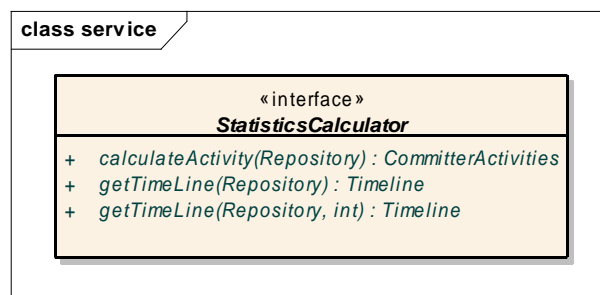 class service
«interface»
StatisticsCalculator
+ calculateActivity(Repository) : CommitterActivities
+ getTimeLine(Repository) : Timeline
+ getTimeLine(Repository, int) : Timeline